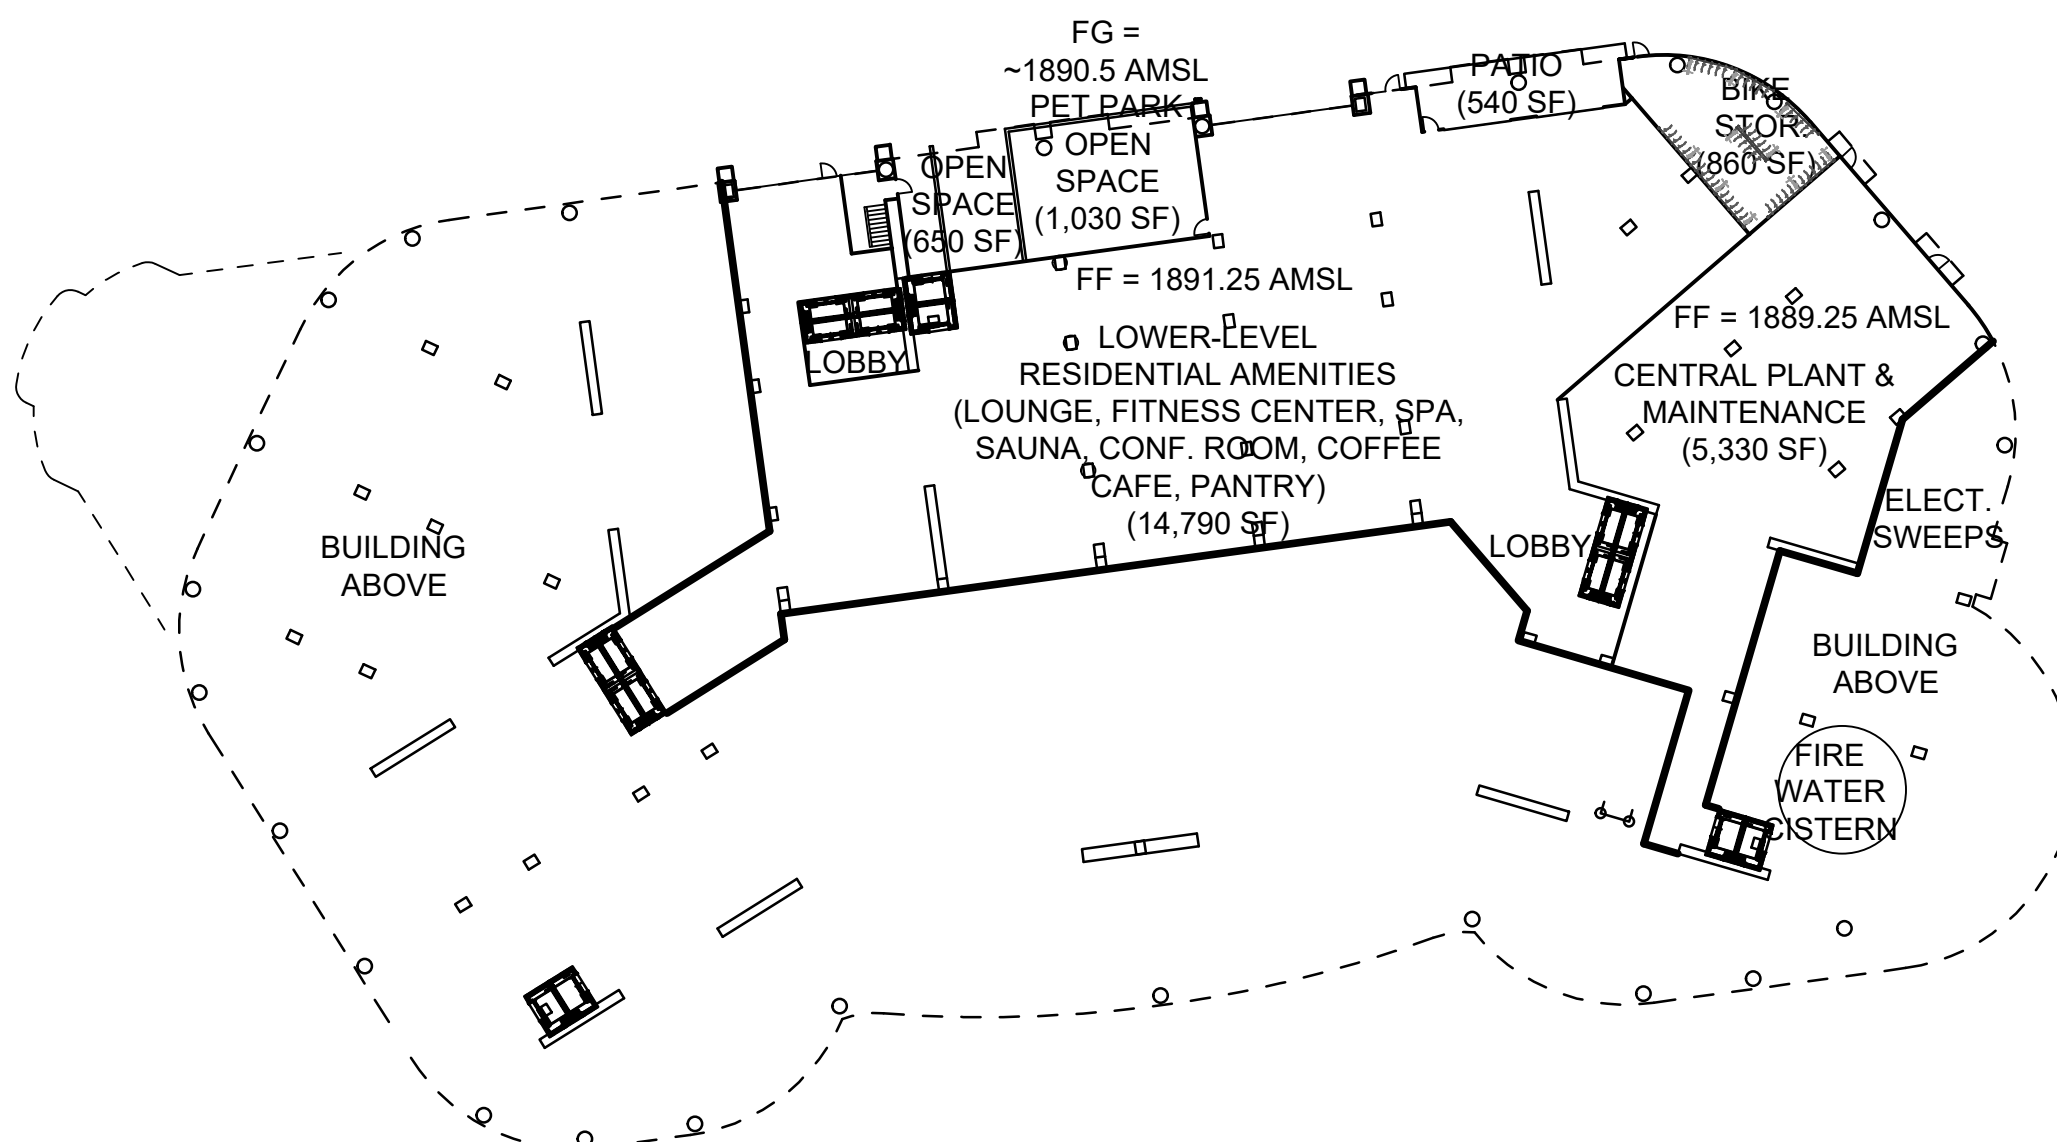 FG =
~1890.5 AMSL
PET PARK
PATIO
(540 SF)
BIKE
STOR.
(860 SF)
OPEN
SPACE
(650 SF)
OPEN
SPACE
(1,030 SF)
FF = 1891.25 AMSL
LOBBY
LOWER-LEVEL
RESIDENTIAL AMENITIES
(LOUNGE, FITNESS CENTER, SPA,
SAUNA, CONF. ROOM, COFFEE
CAFE, PANTRY)
(14,790 SF)
FF = 1889.25 AMSL
CENTRAL PLANT &
MAINTENANCE
(5,330 SF)
ELECT.
SWEEPS
LOBBY
BUILDING
ABOVE
BUILDING
ABOVE
FIRE
WATER
CISTERN